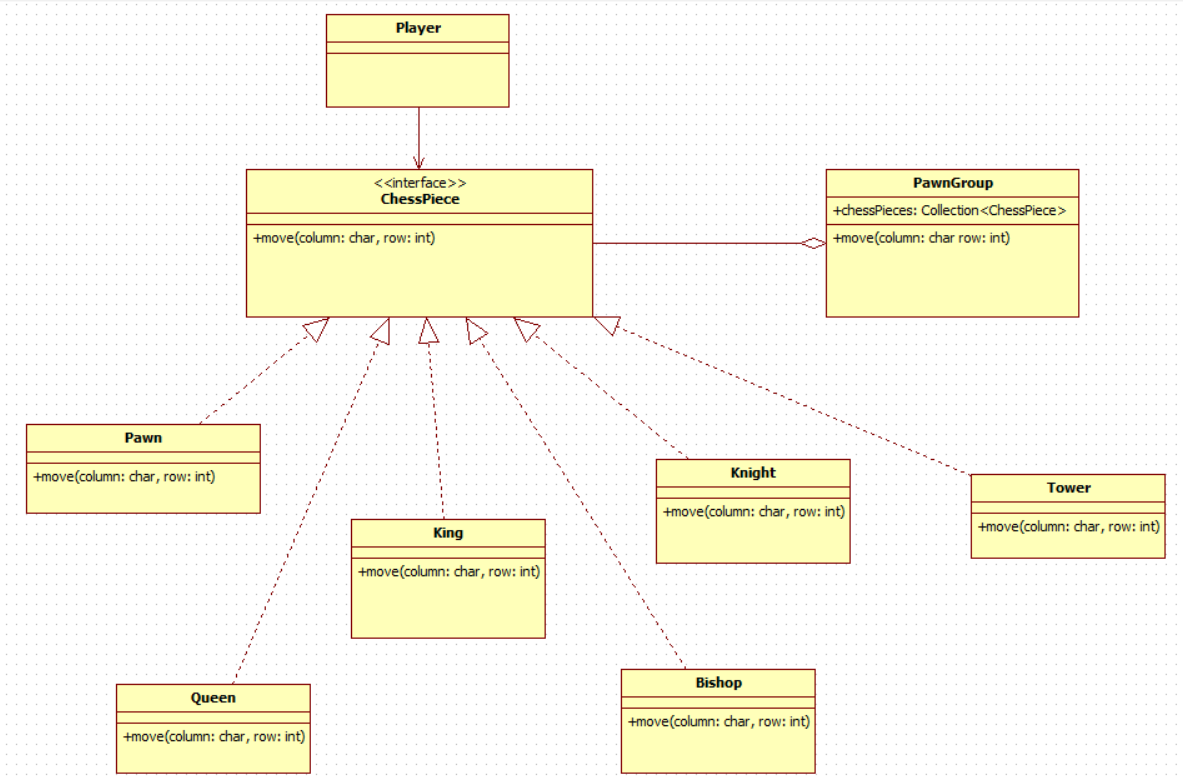 Player
<<interface>>
ChessPiece
+move(column: char, row: int)
PawnGroup
+chessPieces: Collection<ChessPiece>
+move(column: char row: int)
Pawn
+move(column: char, row: int)
Knight
+move(column: char, row: int)
Tower
+move(column: char, row: int)
King
+move(column: char, row: int)
Queen
+move(column: char, row: int)
Bishop
+move(column: char, row: int)